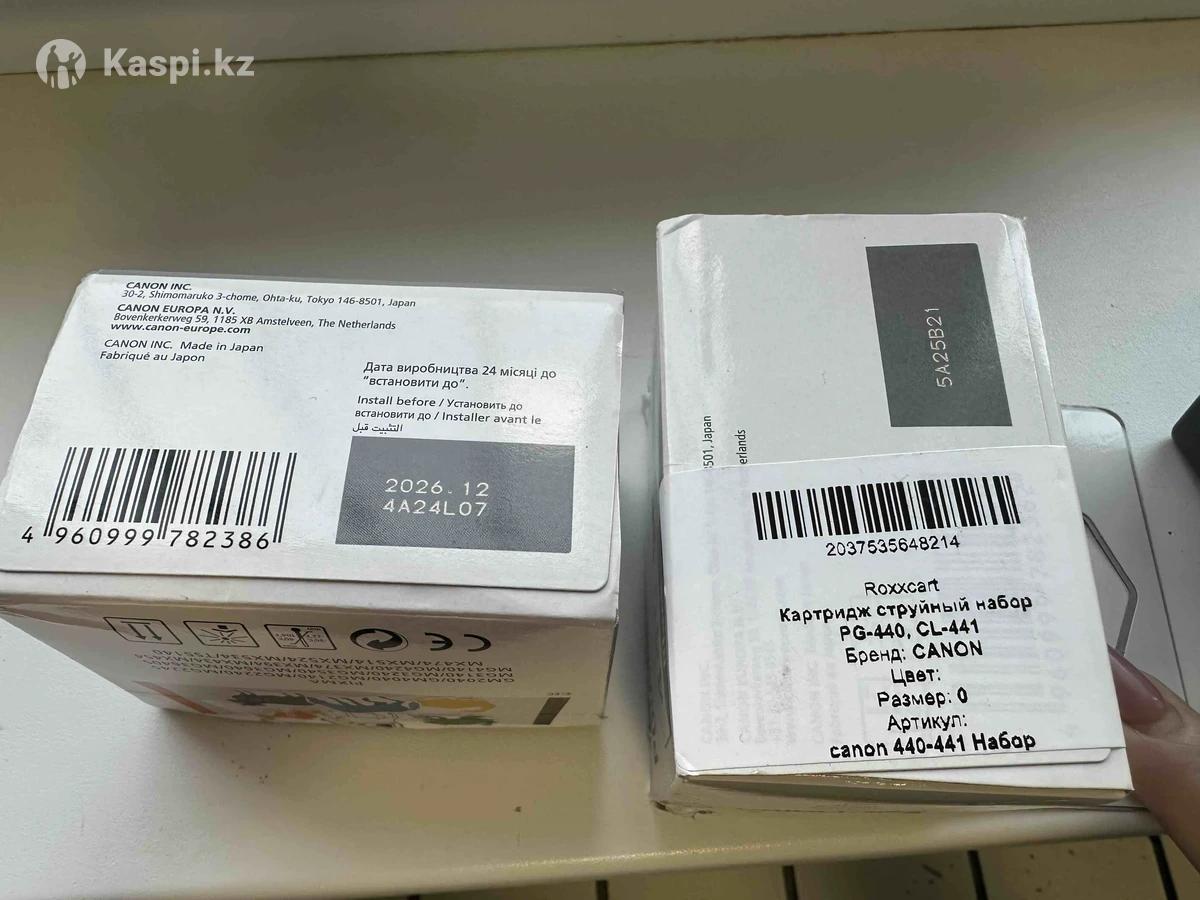 Kaspi.kz
CANON INC.
30-2, Shimomaruko 3-chome, Ohta-ku, Tokyo 146-8501, Japan
CANON EUROPA N.V.
Bovenkerkerweg 59, 1185 XB Amstelveen, The Netherlands
www.canon-europe.com
CANON INC. Made in Japan
Fabriqué au Japon
Дата виробництва 24 місяці до
"встановити до".
Install before / Установить до
встановити до / Installer avant le
التثبيت قبل
2026.12
4A24L07
4 960999 782386
PIXMA
5A25B21
8501, Japan
erlands
2037535648214
Roxxcart
Картридж струйный набор
PG-440, CL-441
Бренд: CANON
Цвет:
Размер: 0
Артикул:
canon 440-441 Набор